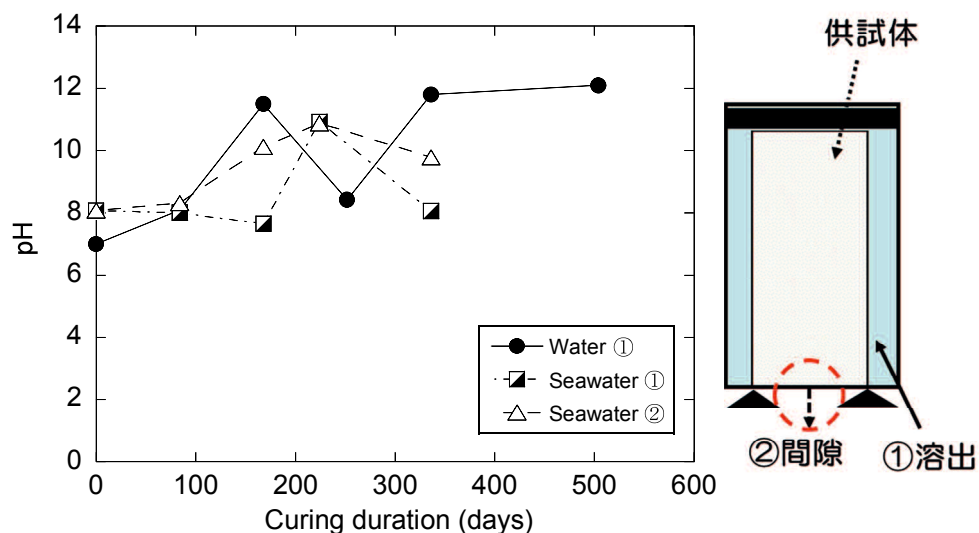 14
12
10
8
6
4
2
0
pH
0
100
200
300
400
500
600
Curing duration (days)
Water ①
Seawater ①
Seawater ②
供試体
②間隙
①溶出